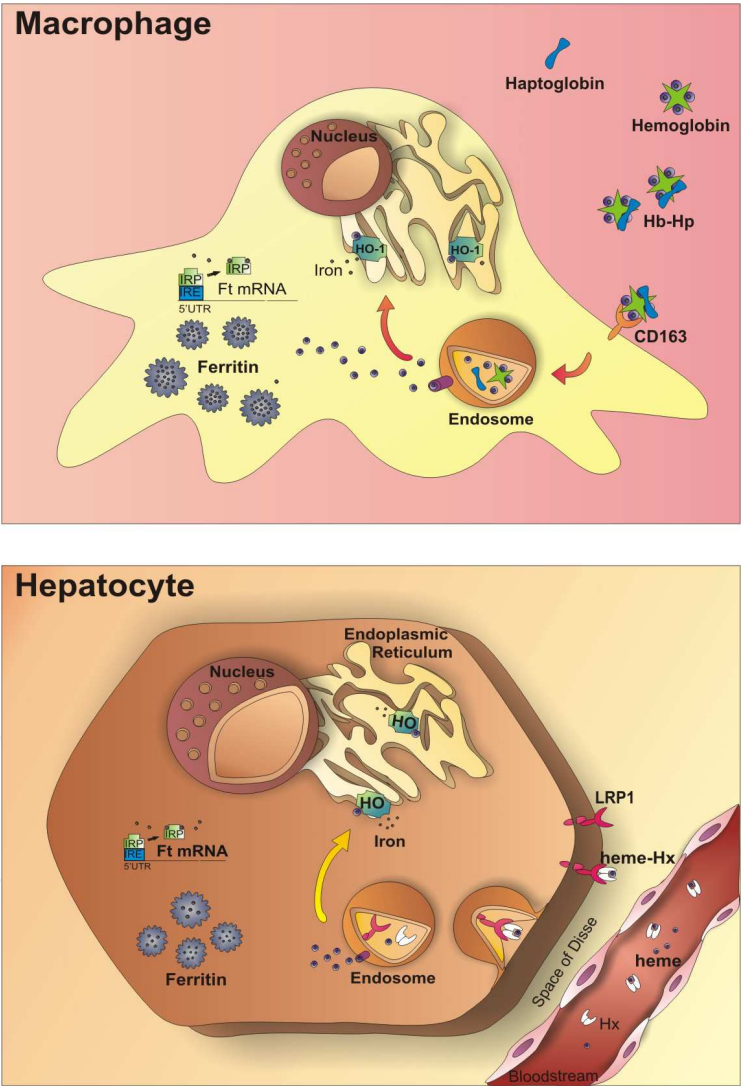 Macrophage
Haptoglobin
Hemoglobin
Nucleus
Hb-Hp
HO-1
HO-1
Iron
IRP
IRP
IRE
Ft mRNA
5'UTR
CD163
Ferritin
Endosome
Hepatocyte
Endoplasmic
Reticulum
Nucleus
HO
LRP1
HO
IRP
IRP
Iron
IRE
Ft mRNA
5'UTR
heme-Hx
Space of Disse
heme
Ferritin
Endosome
Hx
Bloodstream